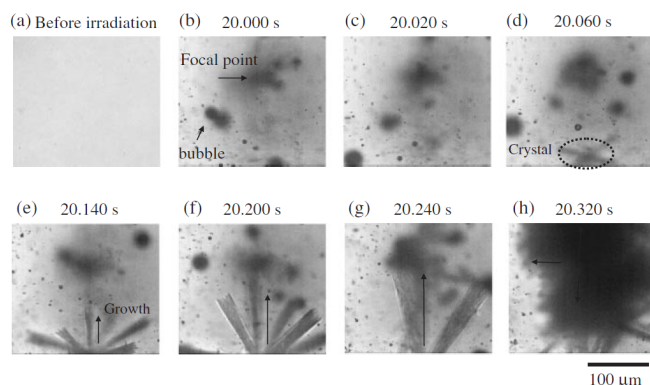 (a) Before irradiation
(b) 20.000 s
(c) 20.020 s
(d) 20.060 s
Focal point
bubble
Crystal
(e) 20.140 s
(f) 20.200 s
(g) 20.240 s
(h) 20.320 s
Growth
100 μm